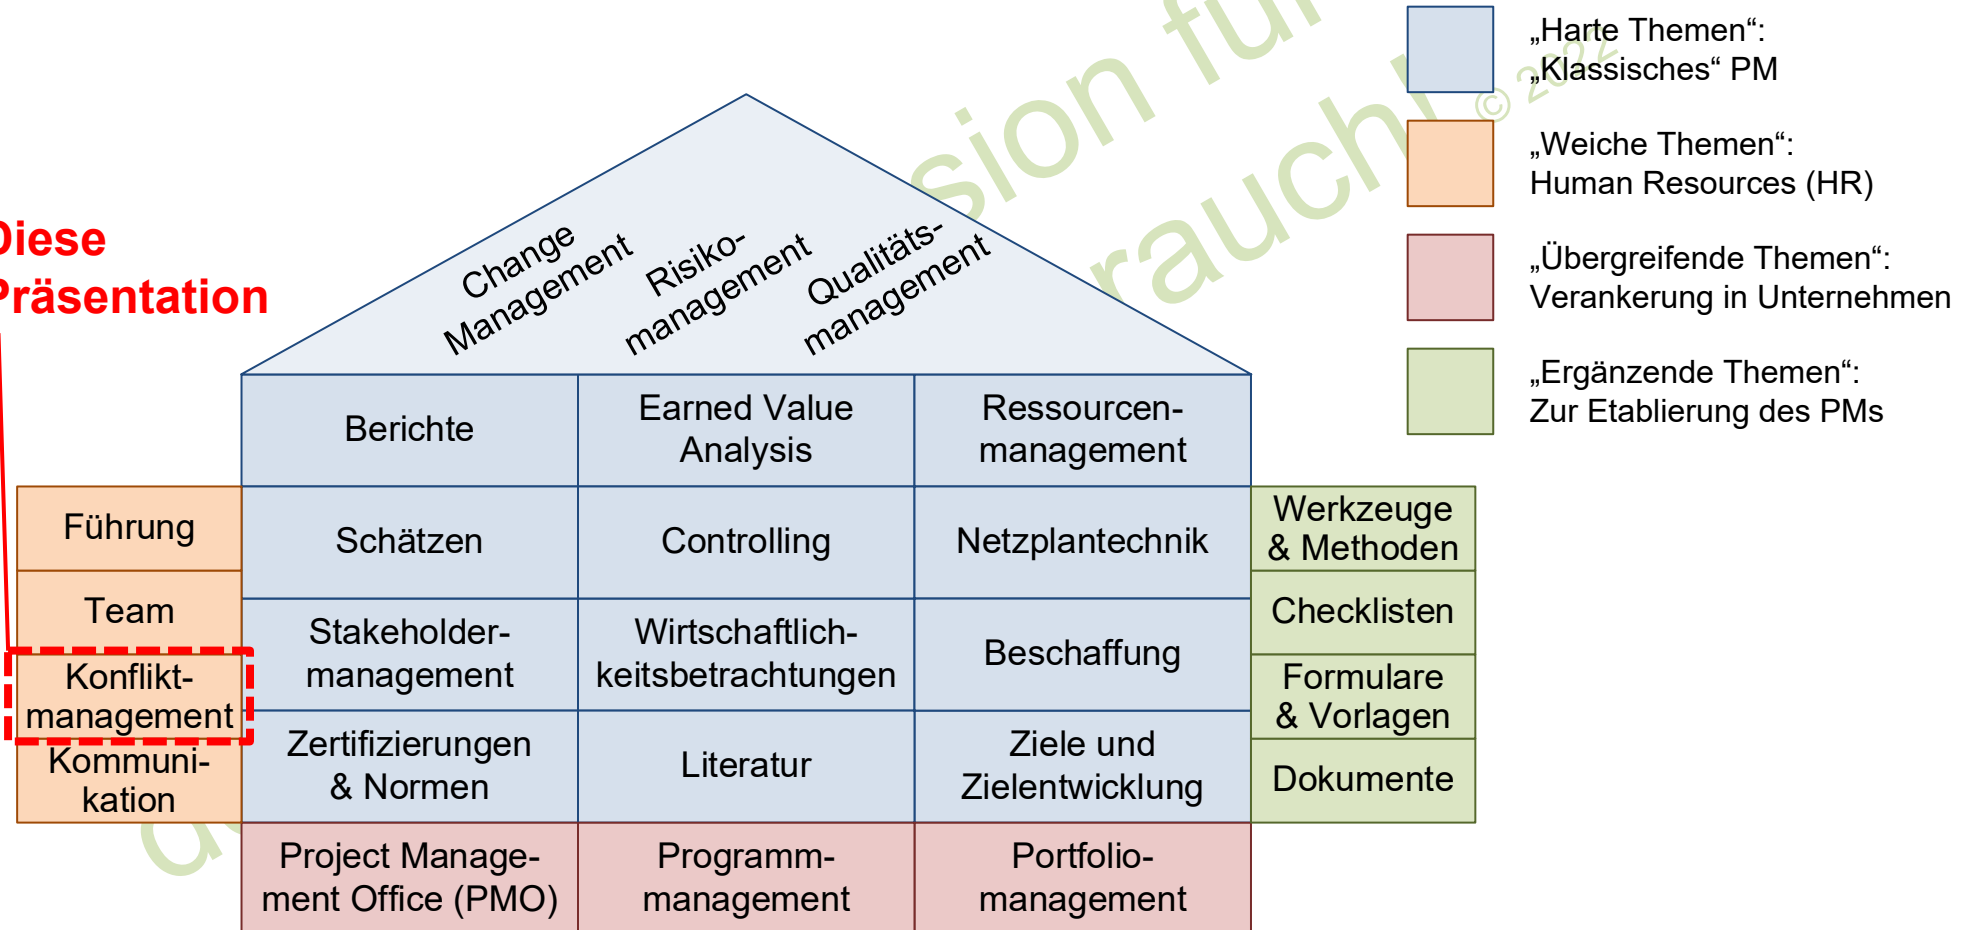 „Harte Themen“:
„Klassisches“ PM
„Weiche Themen“:
Human Resources (HR)
„Übergreifende Themen“:
Verankerung in Unternehmen
„Ergänzende Themen“:
Zur Etablierung des PMs
© 2022
Diese
Präsentation
Change
Management
Risiko-
management
Qualitäts-
management
Berichte
Earned Value
Analysis
Ressourcen-
management
Führung
Schätzen
Controlling
Netzplantechnik
Werkzeuge
& Methoden
Team
Stakeholder-
management
Wirtschaftlich-
keitsbetrachtungen
Beschaffung
Checklisten
Konflikt-
management
Formulare
& Vorlagen
Kommuni-
kation
Zertifizierungen
& Normen
Literatur
Ziele und
Zielentwicklung
Dokumente
Project Manage-
ment Office (PMO)
Programm-
management
Portfolio-
management